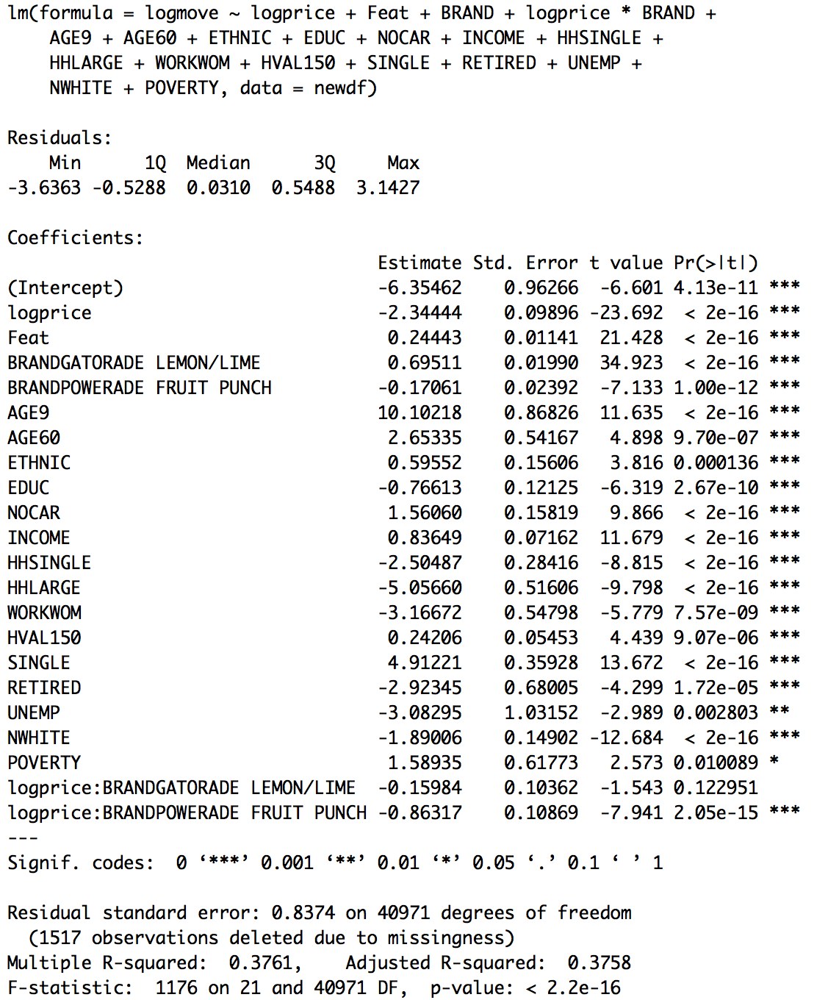 lm(formula = logmove ~ logprice + Feat + BRAND + logprice * BRAND +
    AGE9 + AGE60 + ETHNIC + EDUC + NOCAR + INCOME + HHSINGLE +
    HHLARGE + WORKWOM + HVAL150 + SINGLE + RETIRED + UNEMP +
    NWHITE + POVERTY, data = newdf)

Residuals:
    Min      1Q  Median      3Q     Max
-3.6363 -0.5288  0.0310  0.5488  3.1427

Coefficients:
                                   Estimate Std. Error t value Pr(>|t|)
(Intercept)                        -6.35462    0.96266  -6.601 4.13e-11 ***
logprice                           -2.34444    0.09896 -23.692  < 2e-16 ***
Feat                                0.24443    0.01141  21.428  < 2e-16 ***
BRANDGATORADE LEMON/LIME            0.69511    0.01990  34.923  < 2e-16 ***
BRANDPOWERADE FRUIT PUNCH          -0.17061    0.02392  -7.133 1.00e-12 ***
AGE9                               10.10218    0.86826  11.635  < 2e-16 ***
AGE60                               2.65335    0.54167   4.898 9.70e-07 ***
ETHNIC                              0.59552    0.15606   3.816 0.000136 ***
EDUC                               -0.76613    0.12125  -6.319 2.67e-10 ***
NOCAR                               1.56060    0.15819   9.866  < 2e-16 ***
INCOME                              0.83649    0.07162  11.679  < 2e-16 ***
HHSINGLE                           -2.50487    0.28416  -8.815  < 2e-16 ***
HHLARGE                            -5.05660    0.51606  -9.798  < 2e-16 ***
WORKWOM                            -3.16672    0.54798  -5.779 7.57e-09 ***
HVAL150                             0.24206    0.05453   4.439 9.07e-06 ***
SINGLE                              4.91221    0.35928  13.672  < 2e-16 ***
RETIRED                            -2.92345    0.68005  -4.299 1.72e-05 ***
UNEMP                              -3.08295    1.03152  -2.989 0.002803 **
NWHITE                             -1.89006    0.14902 -12.684  < 2e-16 ***
POVERTY                             1.58935    0.61773   2.573 0.010089 *
logprice:BRANDGATORADE LEMON/LIME  -0.15984    0.10362  -1.543 0.122951
logprice:BRANDPOWERADE FRUIT PUNCH -0.86317    0.10869  -7.941 2.05e-15 ***
---
Signif. codes:  0 ‘***’ 0.001 ‘**’ 0.01 ‘*’ 0.05 ‘.’ 0.1 ‘ ’ 1

Residual standard error: 0.8374 on 40971 degrees of freedom
  (1517 observations deleted due to missingness)
Multiple R-squared:  0.3761,    Adjusted R-squared:  0.3758
F-statistic:  1176 on 21 and 40971 DF,  p-value: < 2.2e-16